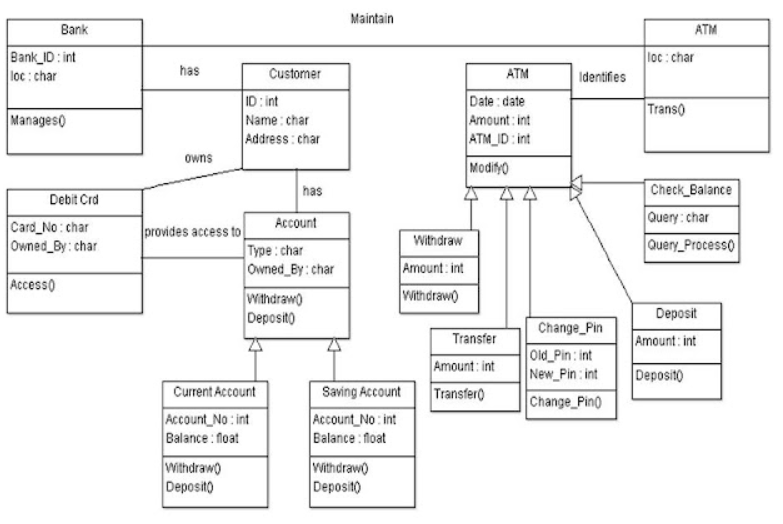 Maintain
Bank
Bank_ID : int
loc : char
Manages()
ATM
loc : char
Trans()
has
Customer
ID : int
Name : char
Address : char
ATM
Date : date
Amount : int
ATM_ID : int
Modify()
Identifies
owns
has
Debit Crd
Card_No : char
Owned_By : char
Access()
provides access to
Account
Type : char
Owned_By : char
Withdraw()
Deposit()
Check_Balance
Query : char
Query_Process()
Withdraw
Amount : int
Withdraw()
Transfer
Amount : int
Transfer()
Change_Pin
Old_Pin : int
New_Pin : int
Change_Pin()
Deposit
Amount : int
Deposit()
Current Account
Account_No : int
Balance : float
Withdraw()
Deposit()
Saving Account
Account_No : int
Balance : float
Withdraw()
Deposit()